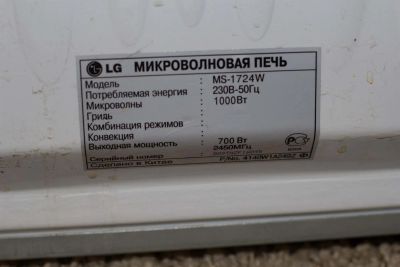 LG МИКРОВОЛНОВАЯ ПЕЧЬ
Модель: MS-1724W
Потребляемая энергия : 230В-50Гц
Микроволны : 1000Вт
Гриль :
Комбинация режимов :
Конвекция : 700 Вт
Выходная мощность : 2450МГц
Серийный номер
Сделано в Китае P/No.